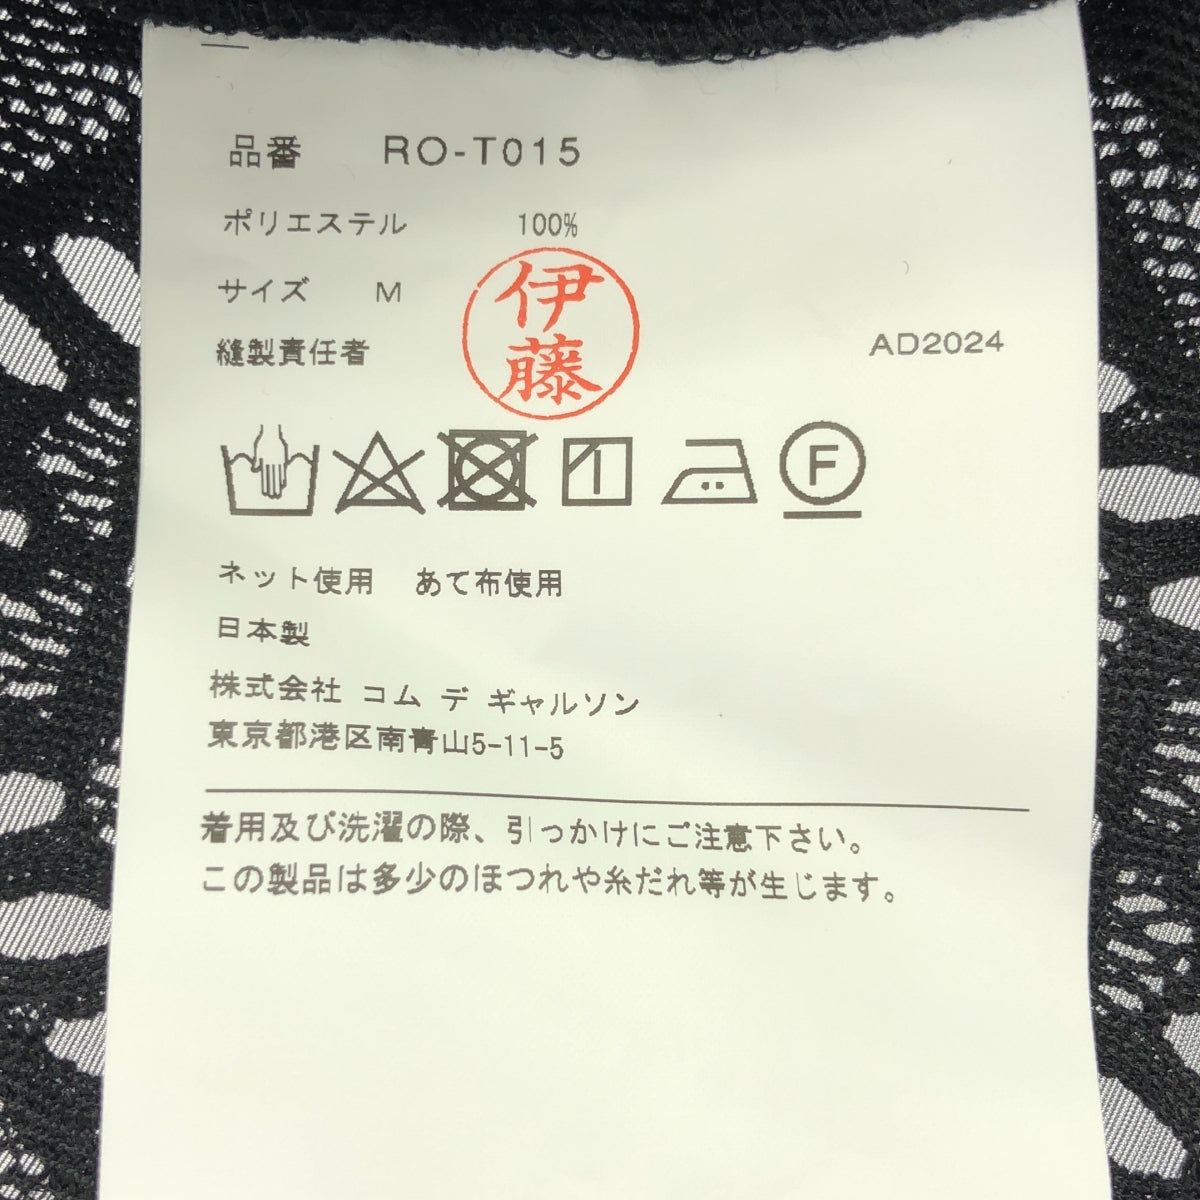 品番 RO-T015
ポリエステル 100%
サイズ M
縫製責任者 伊藤 AD2024
F
ネット使用 あて布使用
日本製
株式会社 コム デ ギャルソン
東京都港区南青山5-11-5
着用及び洗濯の際、引っかけにご注意下さい。
この製品は多少のほつれや糸だれ等が生じます。